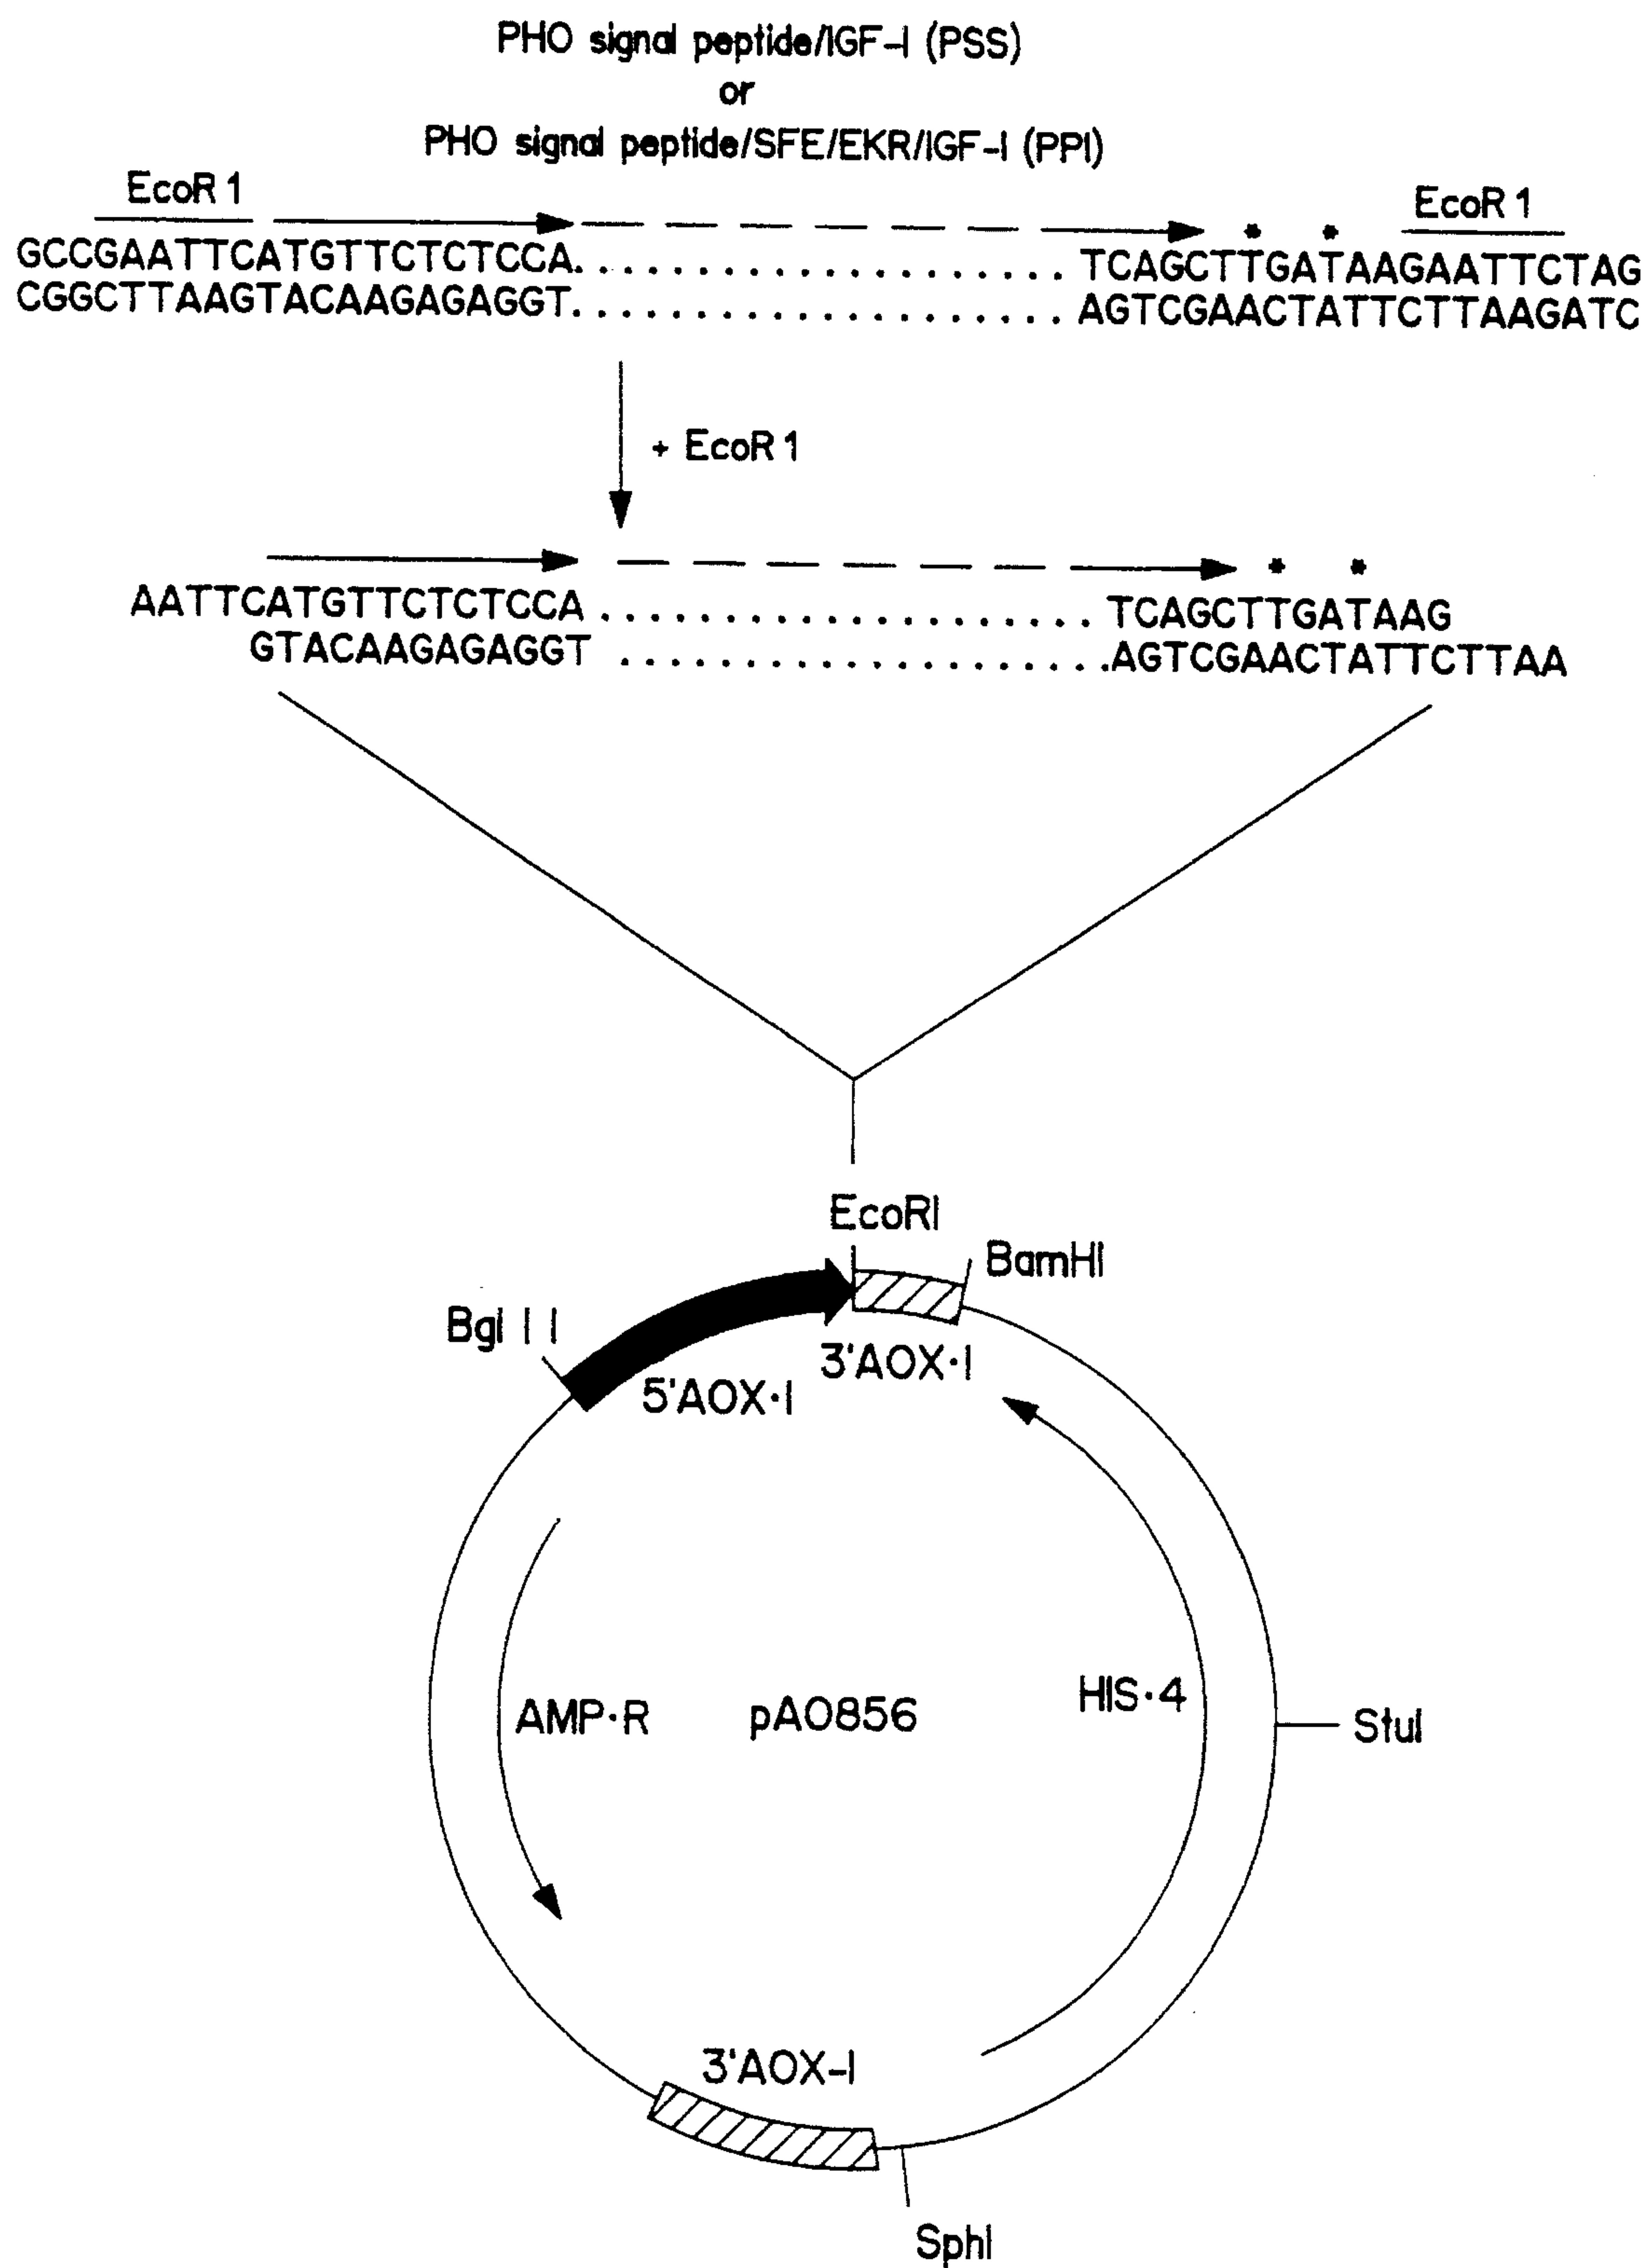 PHO signal peptide/IGF-I (PSS)
or
PHO signal peptide/SFE/EKR/IGF-I (PPI)
EcoR 1
* * EcoR 1
GCCGAATTCATGTTCTCTCCA.................... TCAGCTTGATAAGAATTCTAG
CGGCTTAAGTACAAGAGAGGT.................... AGTCGAACTATTCTTAAGATC
+ EcoR 1
* *
AATTCATGTTCTCTCCA .................... TCAGCTTGATAAG
GTACAAGAGAGGT ....................AGTCGAACTATTCTTAA
EcoRI
BamHI
Bgl II
3'AOX·I
5'AOX·I
HIS·4
AMP·R
pAO856
StuI
3'AOX-I
SphI